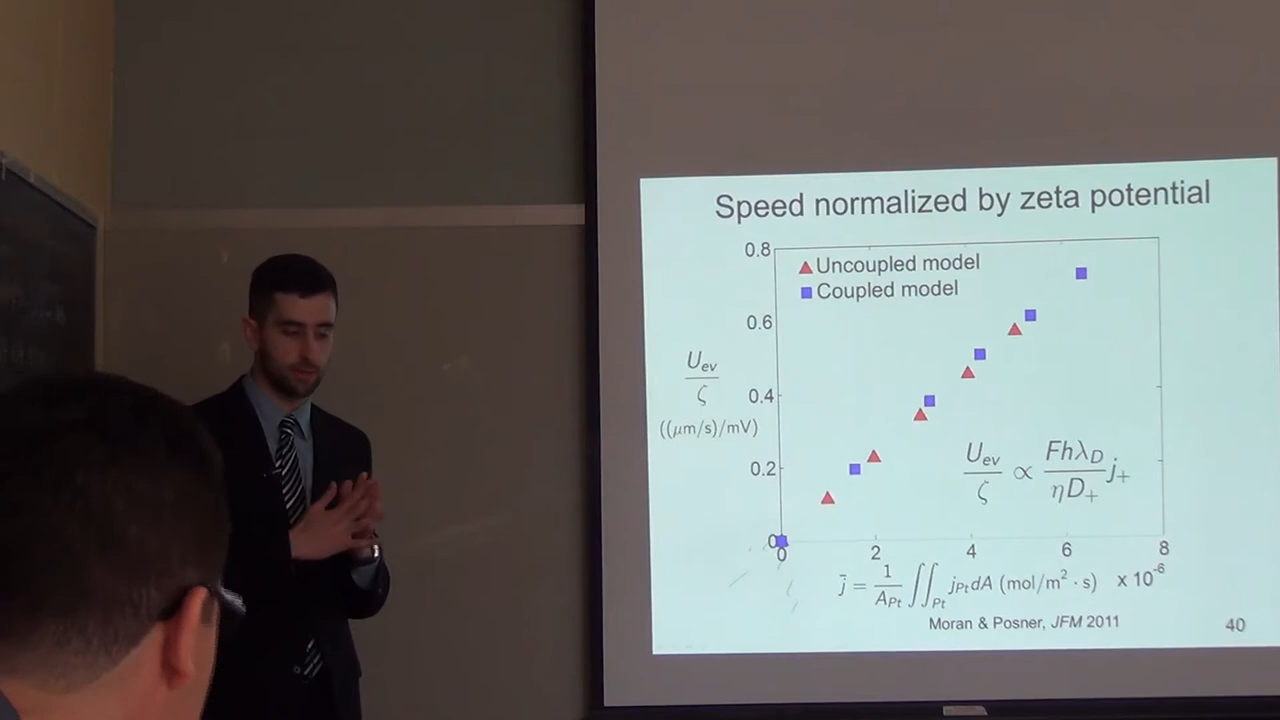 Speed normalized by zeta potential
0.8
0.6
0.4
0.2
0
▲ Uncoupled model
■ Coupled model
U_ev / ζ
((μm/s)/mV)
U_ev / ζ ∝ Fhλ_D / ηD_+ j_+
0 2 4 6 8
j̄ = 1/A_Pt ∬_Pt j_Pt dA (mol/m² · s) x 10⁻⁶
Moran & Posner, JFM 2011
40